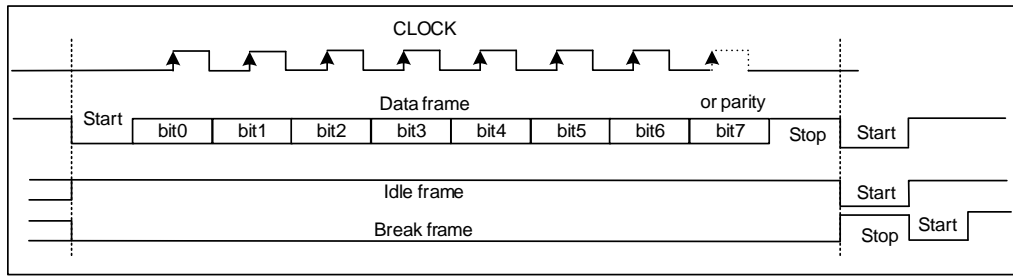 CLOCK
Data frame
or parity
Start bit0 bit1 bit2 bit3 bit4 bit5 bit6 bit7 Stop Start
Idle frame Start
Break frame Stop Start